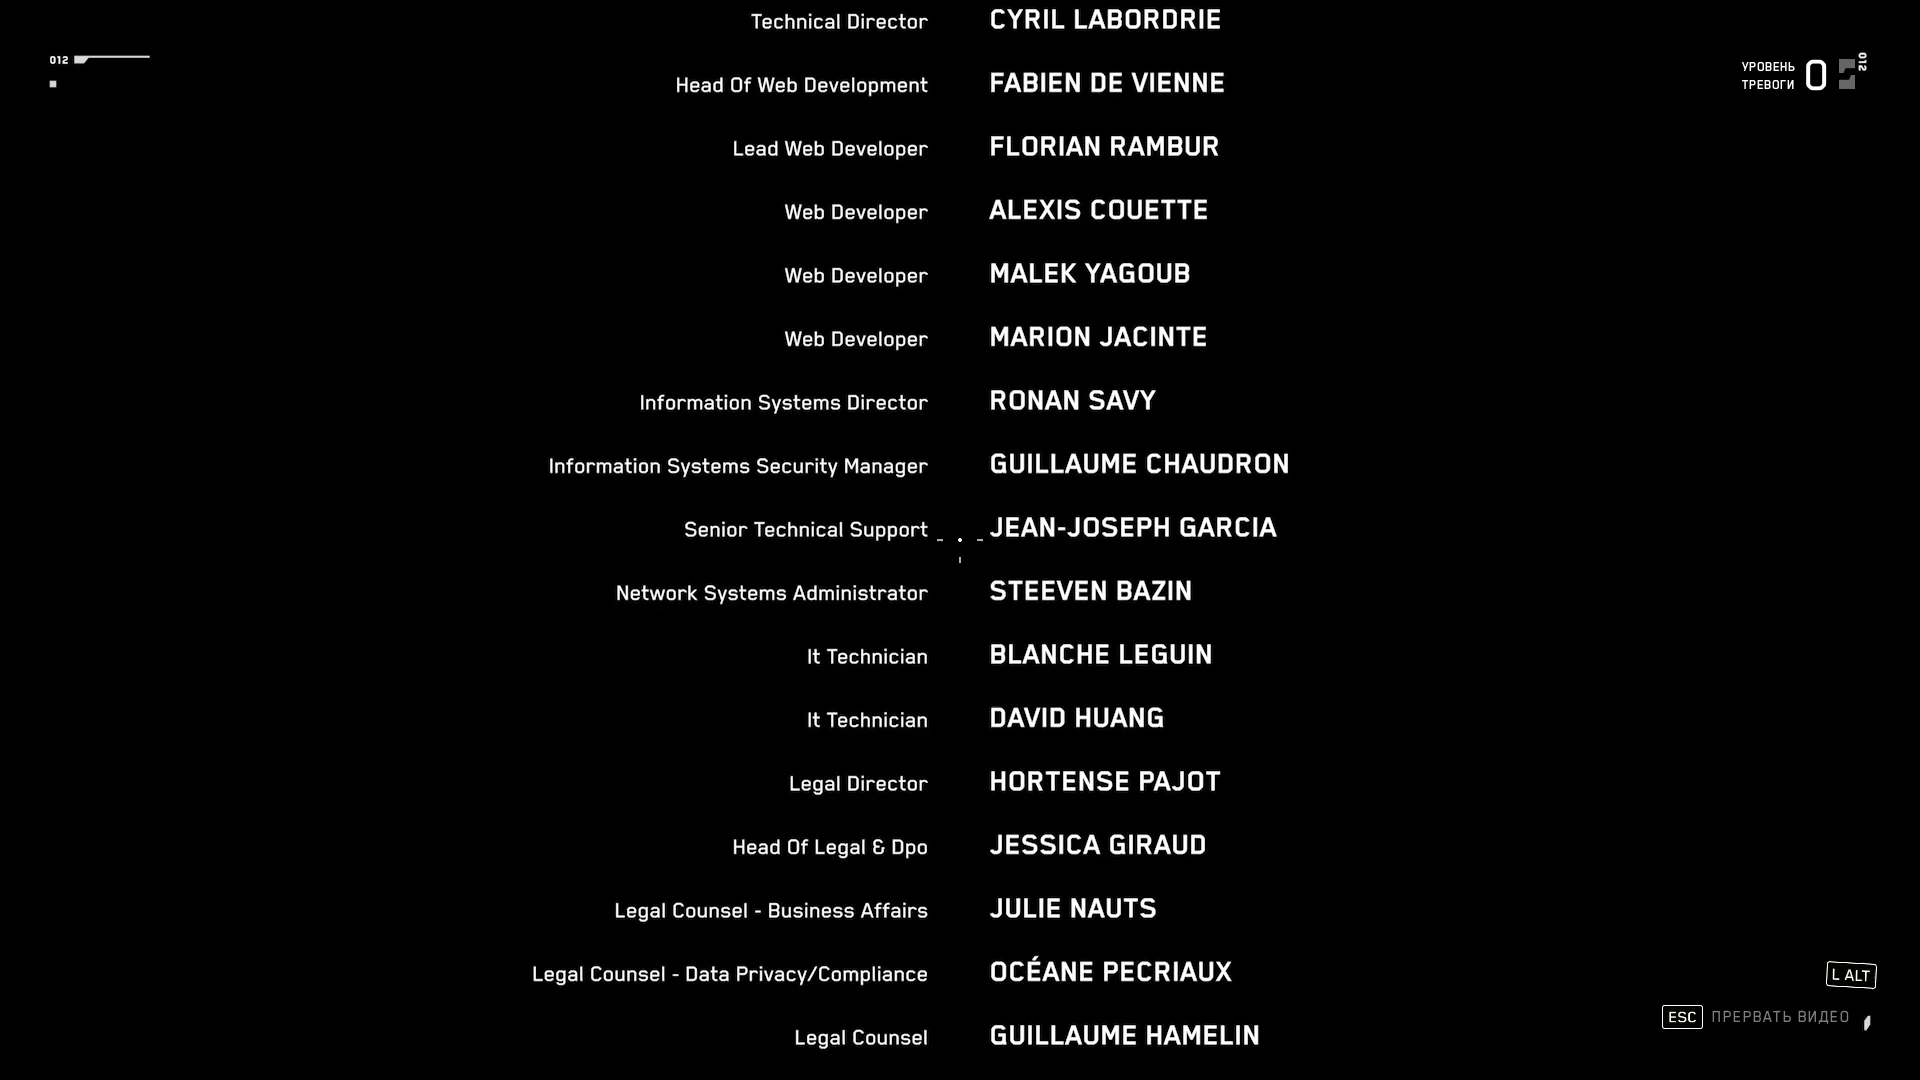 Technical Director CYRIL LABORDRIE
012
УРОВЕНЬ
ТРЕВОГИ 0 012
Head Of Web Development FABIEN DE VIENNE
Lead Web Developer FLORIAN RAMBUR
Web Developer ALEXIS COUETTE
Web Developer MALEK YAGOUB
Web Developer MARION JACINTE
Information Systems Director RONAN SAVY
Information Systems Security Manager GUILLAUME CHAUDRON
Senior Technical Support JEAN-JOSEPH GARCIA
Network Systems Administrator STEEVEN BAZIN
It Technician BLANCHE LEGUIN
It Technician DAVID HUANG
Legal Director HORTENSE PAJOT
Head Of Legal & Dpo JESSICA GIRAUD
Legal Counsel - Business Affairs JULIE NAUTS
Legal Counsel - Data Privacy/Compliance OCÉANE PECRIAUX
L ALT
ESC ПРЕРВАТЬ ВИДЕО
Legal Counsel GUILLAUME HAMELIN